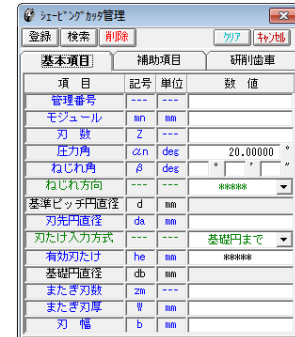 シェービングカッタ管理
登録 検索 削除 クリア キャンセル
基本項目 補助項目 研削歯車
項 目 記号 単位 数 値
管理番号 --- ---
モジュール mn mm
刃 数 Z ---
圧力角 αn deg 20.00000 °
ねじれ角 β deg ° ′ ″
ねじれ方向 --- --- *****
基準ピッチ円直径 d mm
刃先円直径 da mm
刃たけ入力方式 --- --- 基礎円まで
有効刃たけ he mm *****
基礎円直径 db mm
またぎ刃数 zm ---
またぎ刃厚 W mm
刃 幅 b mm